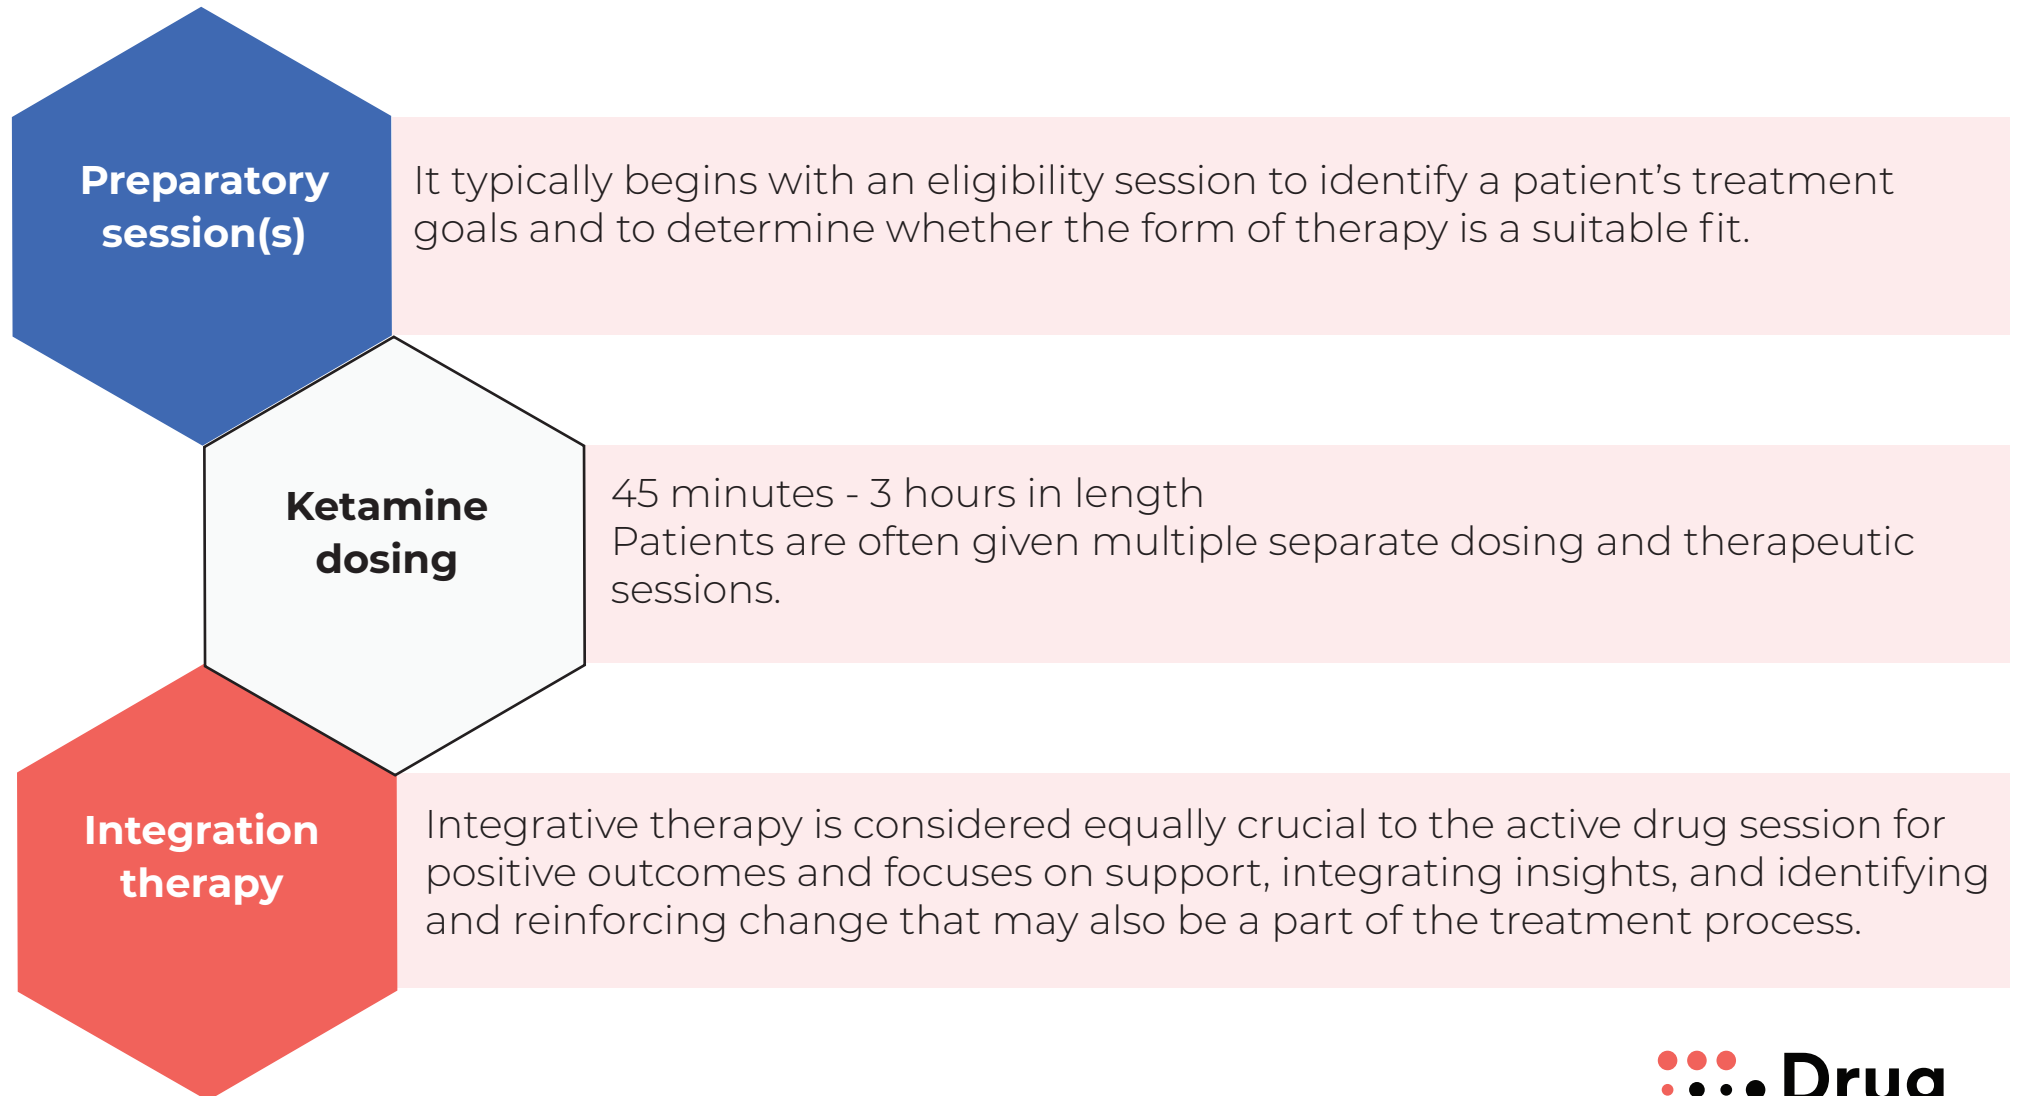 Preparatory
session(s)
It typically begins with an eligibility session to identify a patient’s treatment
goals and to determine whether the form of therapy is a suitable fit.
Ketamine
dosing
45 minutes - 3 hours in length
Patients are often given multiple separate dosing and therapeutic
sessions.
Integration
therapy
Integrative therapy is considered equally crucial to the active drug session for
positive outcomes and focuses on support, integrating insights, and identifying
and reinforcing change that may also be a part of the treatment process.
Drug